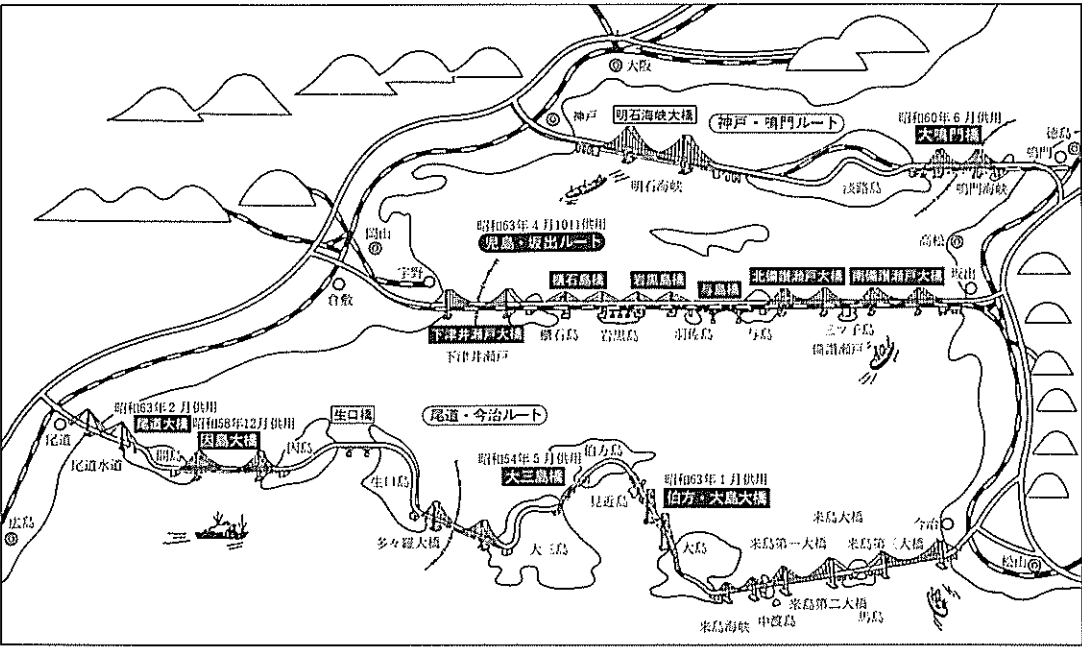 大阪
神戸
明石海峡大橋
神戸・鳴門ルート
昭和60年6月供用
大鳴門橋
徳島
鳴門
明石海峡
淡路島
鳴門海峡
昭和63年4月10日供用
児島・坂出ルート
岡山
高松
宇野
倉敷
坂出
櫃石島橋
岩黒島橋
与島橋
北備讃瀬戸大橋
南備讃瀬戸大橋
下津井瀬戸大橋
下津井瀬戸
櫃石島
岩黒島
羽佐島
与島
三ツ子島
備讃瀬戸
昭和63年2月供用
尾道大橋
昭和58年12月供用
因島大橋
生口橋
尾道・今治ルート
尾道
尾道水道
因島
生口島
昭和54年5月供用
大三島橋
伯方島
見近島
昭和63年1月供用
伯方・大島大橋
広島
多々羅大橋
大三島
大島
来島大橋
来島第一大橋
来島第三大橋
今治
松山
来島第二大橋
馬島
中渡島
来島海峡